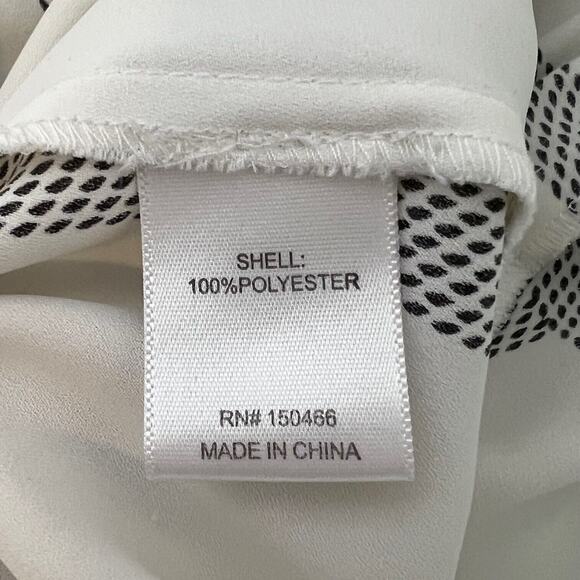 SHELL:
100%POLYESTER
RN# 150466
MADE IN CHINA